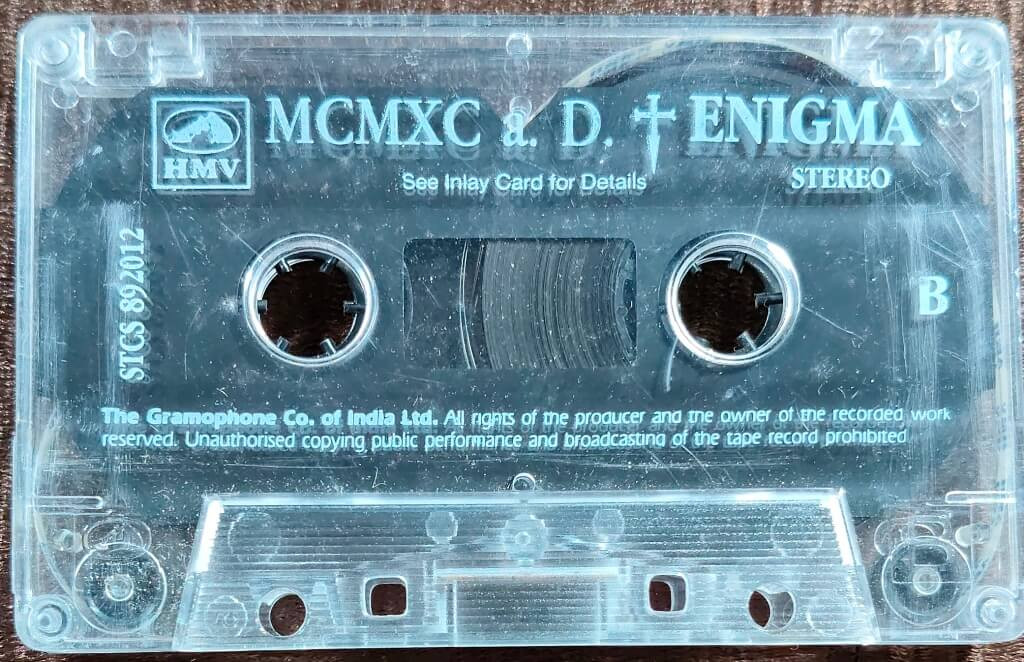 HMV
MCMXC a. D. † ENIGMA
See Inlay Card for Details
STEREO
STCS 892012
B
The Gramophone Co. of India Ltd. All rights of the producer and the owner of the recorded work
reserved. Unauthorised copying public performance and broadcasting of the tape record prohibited